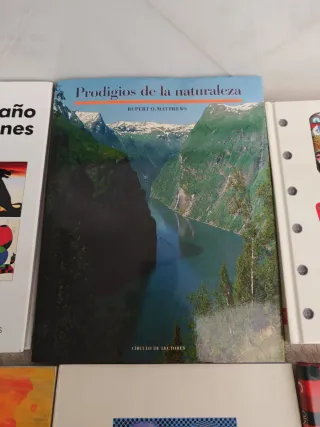 Prodigios de la naturaleza
RUPERT O. MATTHEWS
CIRCULO DE LECTORES
año
nes